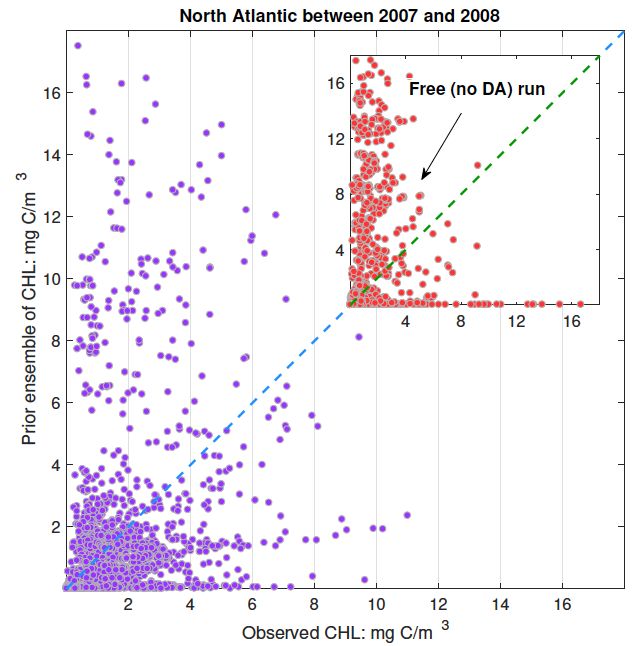 North Atlantic between 2007 and 2008
Prior ensemble of CHL: mg C/m 3
16
14
12
10
8
6
4
2
Free (no DA) run
16
12
8
4
4 8 12 16
2 4 6 8 10 12 14 16
Observed CHL: mg C/m 3